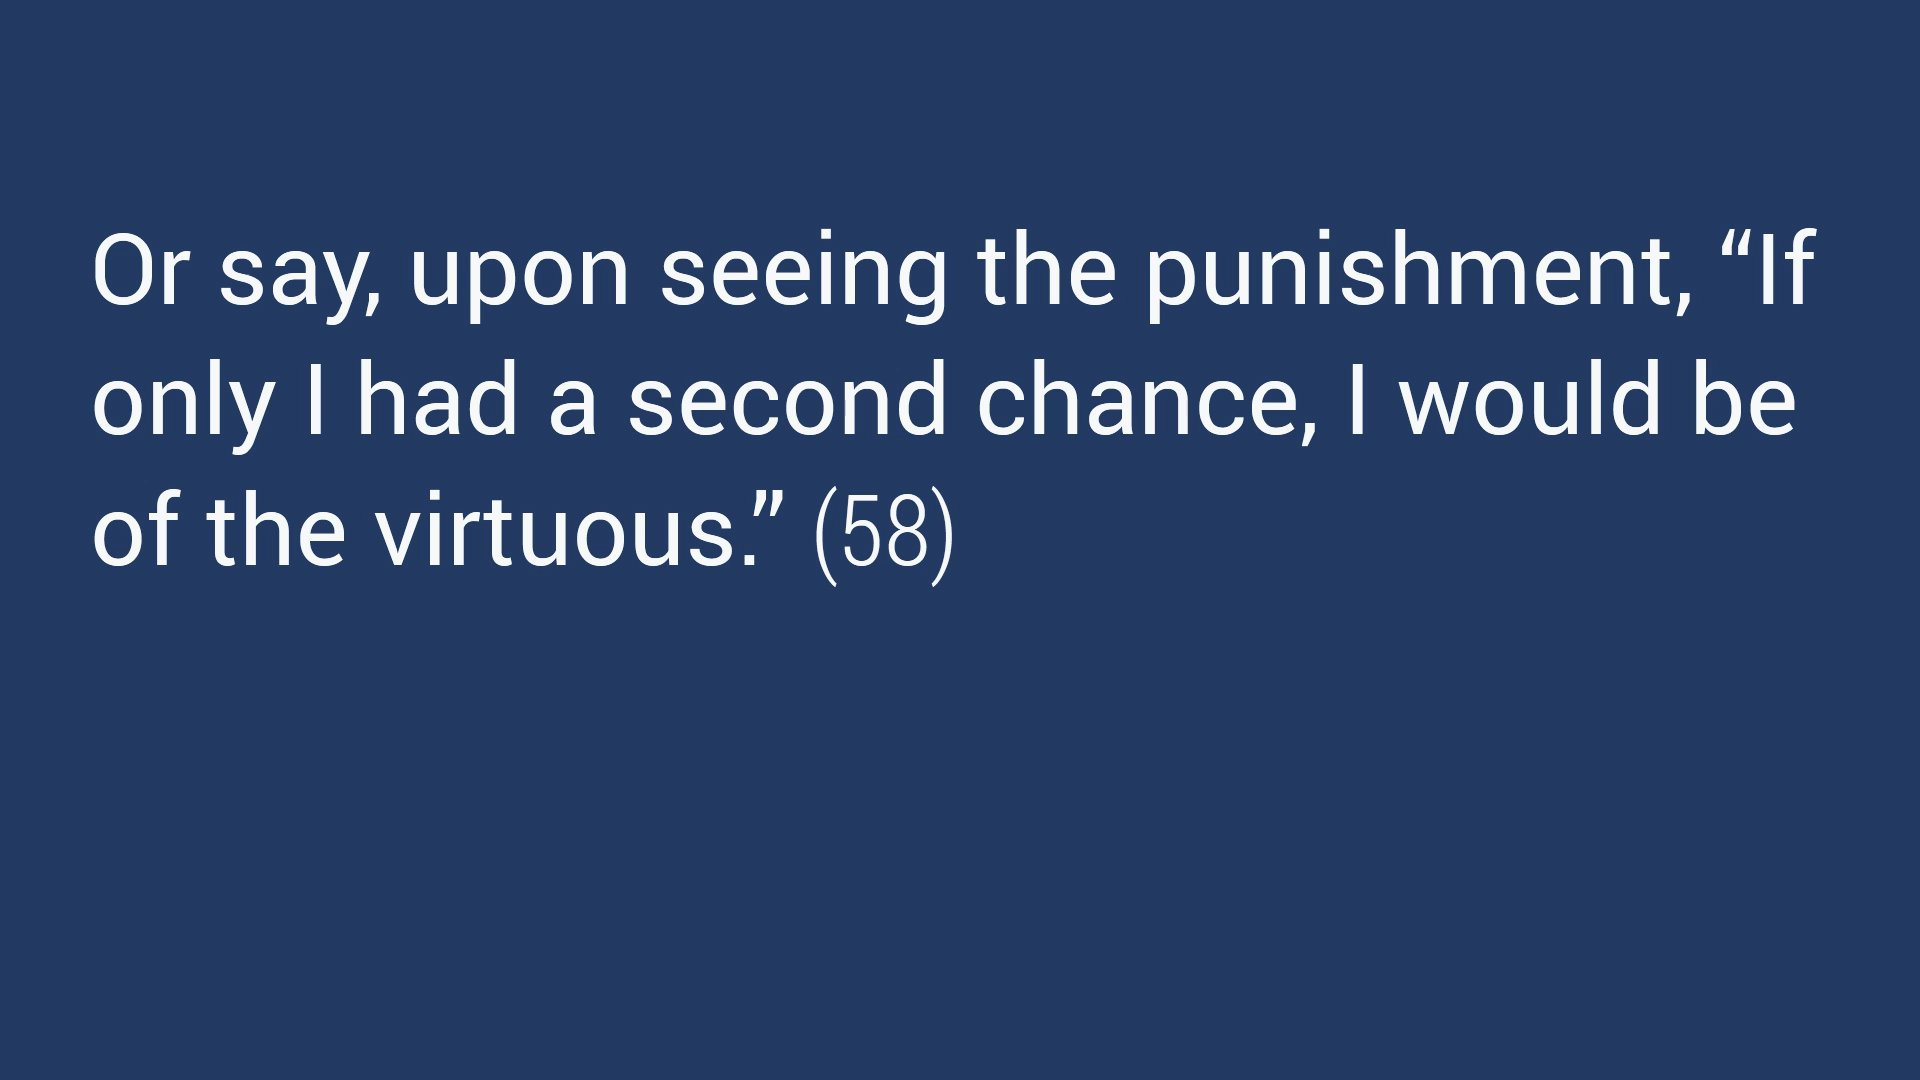 Or say, upon seeing the punishment, “If
only I had a second chance, I would be
of the virtuous.” (58)